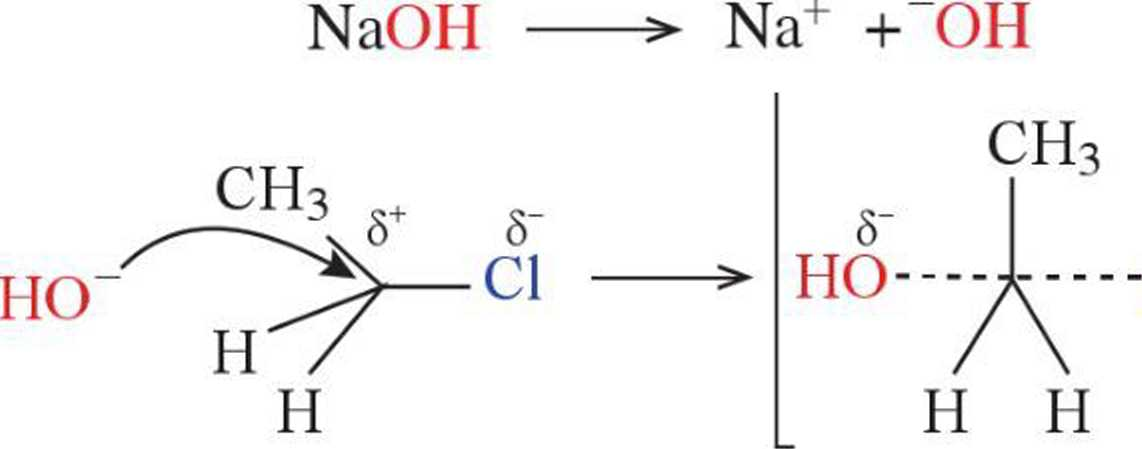 NaOH ⟶ Na⁺ + ⁻OH
CH₃
CH₃ δ⁺ δ⁻ δ⁻
HO⁻ Cl ⟶ HO
H
H H H